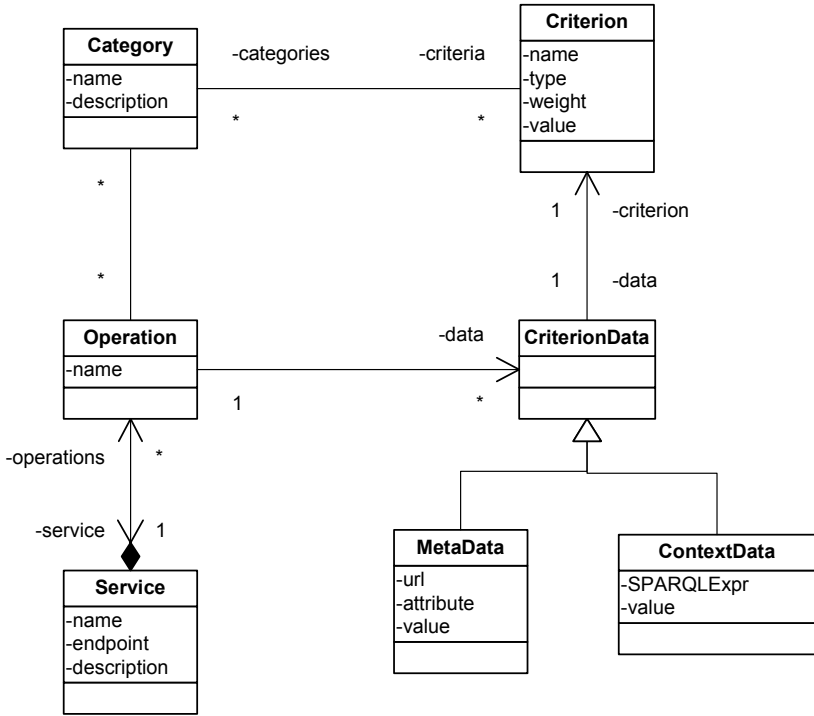 Category
-name
-description
-categories
-criteria
*
*
Criterion
-name
-type
-weight
-value
*
*
1
-criterion
1
-data
Operation
-name
-data
1
*
CriterionData
-operations
*
-service
1
Service
-name
-endpoint
-description
MetaData
-url
-attribute
-value
ContextData
-SPARQLExpr
-value